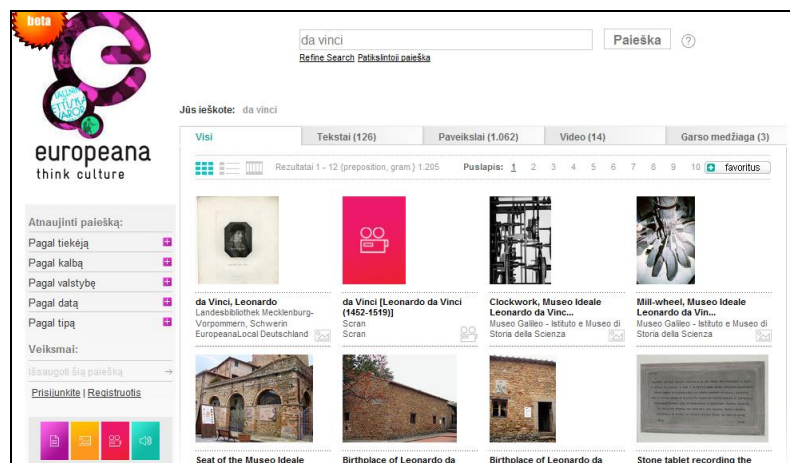 beta
da vinci
Paieška
?
Refine Search Patikslintoji paieška
Jūs ieškote: da vinci
Visi
Tekstai (126)
Paveikslai (1.062)
Video (14)
Garso medžiaga (3)
europeana
think culture
Rezultatai 1 - 12 {preposition, gram.} 1.205
Puslapis: 1 2 3 4 5 6 7 8 9 10
favoritus
Atnaujinti paiešką:
Pagal tiekėją
Pagal kalbą
Pagal valstybę
Pagal datą
Pagal tipą
Veiksmai:
Išsaugoti šią paiešką
Prisijunkite | Registruotis
da Vinci, Leonardo
Landesbibliothek Mecklenburg-
Vorpommern, Schwerin
EuropeanaLocal Deutschland
da Vinci [Leonardo da Vinci
(1452-1519)]
Scran
Scran
Clockwork, Museo Ideale
Leonardo da Vinc...
Museo Galileo - Istituto e Museo di
Storia della Scienza
Mill-wheel, Museo Ideale
Leonardo da Vin...
Museo Galileo - Istituto e Museo di
Storia della Scienza
Seat of the Museo Ideale
Birthplace of Leonardo da
Birthplace of Leonardo da
Stone tablet recording the